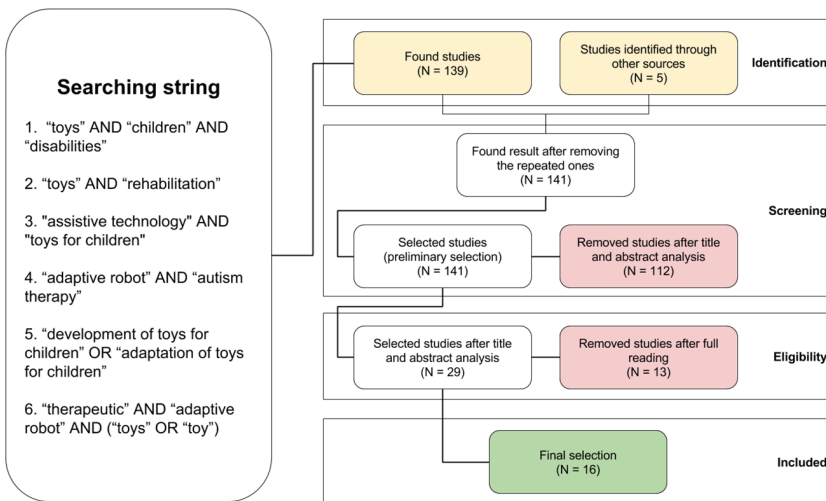 Searching string
1. “toys” AND “children” AND
“disabilities”
2. “toys” AND “rehabilitation”
3. "assistive technology" AND
"toys for children"
4. “adaptive robot” AND “autism
therapy”
5. “development of toys for
children” OR “adaptation of toys
for children”
6. “therapeutic” AND “adaptive
robot” AND (“toys” OR “toy”)
Found studies
(N = 139)
Studies identified through
other sources
(N = 5)
Identification
Found result after removing
the repeated ones
(N = 141)
Screening
Selected studies
(preliminary selection)
(N = 141)
Removed studies after title
and abstract analysis
(N = 112)
Selected studies after title
and abstract analysis
(N = 29)
Removed studies after full
reading
(N = 13)
Eligibility
Final selection
(N = 16)
Included